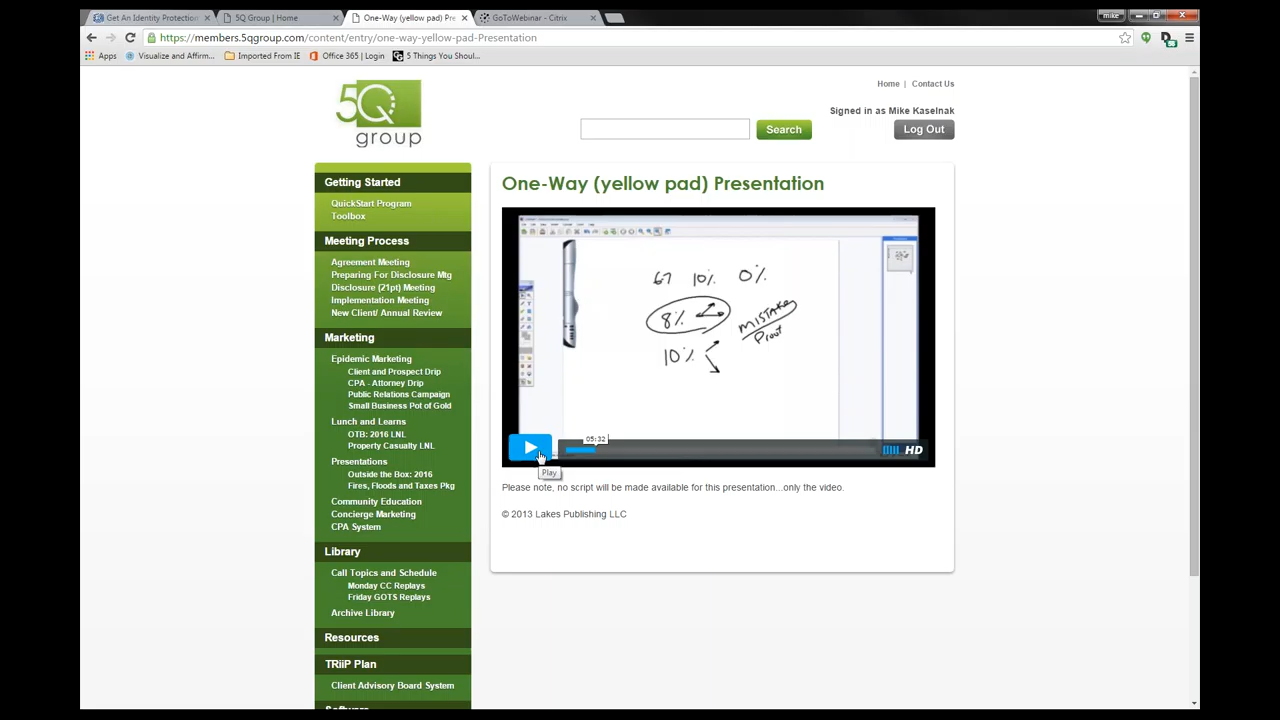 Get An Identity Protection
5Q Group | Home
One-Way (yellow pad) Pre
GoToWebinar - Citrix
mike
https://members.5qgroup.com/content/entry/one-way-yellow-pad-Presentation
Apps
Visualize and Affirm...
Imported From IE
Office 365 | Login
5 Things You Shoul...
5Q
group
Home | Contact Us
Signed in as Mike Kaselnak
Search
Log Out
Getting Started
QuickStart Program
Toolbox
Meeting Process
Agreement Meeting
Preparing For Disclosure Mtg
Disclosure (21pt) Meeting
Implementation Meeting
New Client/ Annual Review
Marketing
Epidemic Marketing
Client and Prospect Drip
CPA - Attorney Drip
Public Relations Campaign
Small Business Pot of Gold
Lunch and Learns
OTB: 2016 LNL
Property Casualty LNL
Presentations
Outside the Box: 2016
Fires, Floods and Taxes Pkg
Community Education
Concierge Marketing
CPA System
Library
Call Topics and Schedule
Monday CC Replays
Friday GOTS Replays
Archive Library
Resources
TRiiP Plan
Client Advisory Board System
One-Way (yellow pad) Presentation
67 10% 0%
8% MISTAKE
Proof
10%
05:32
HD
Play
Please note, no script will be made available for this presentation...only the video.
© 2013 Lakes Publishing LLC